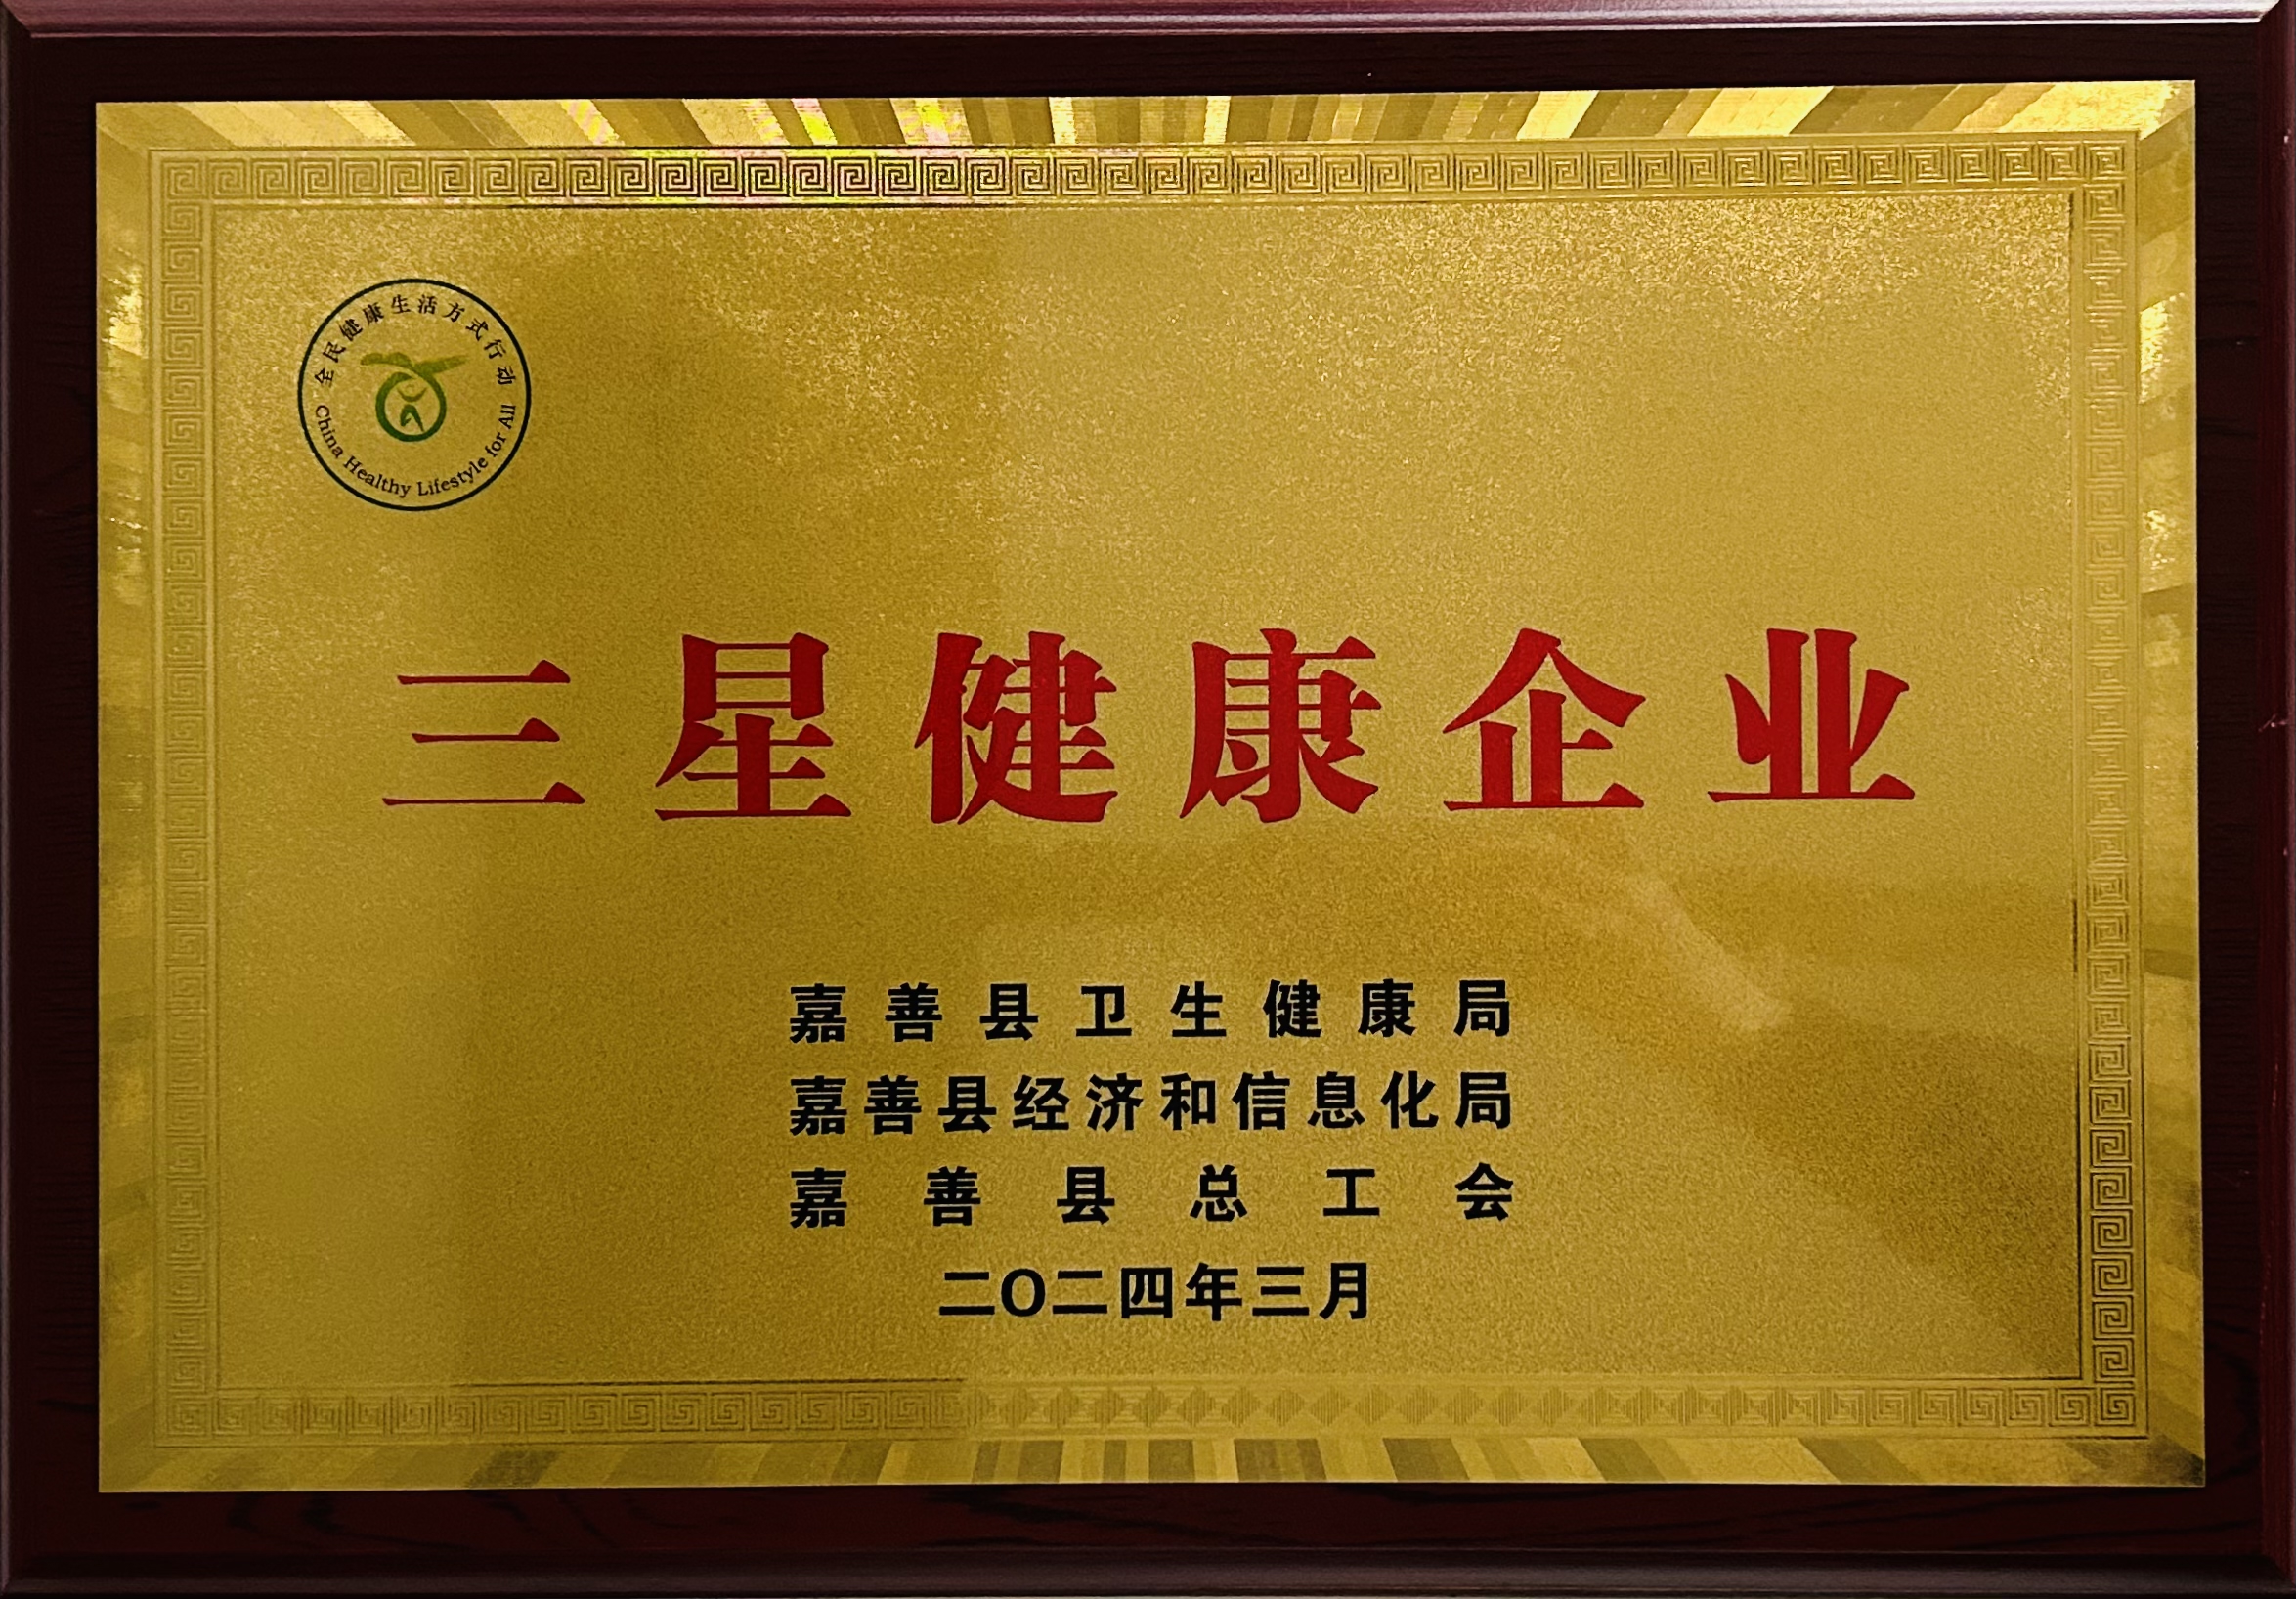 全民健康生活方式行动
China Healthy Lifestyle for All
三星健康企业
嘉善县卫生健康局
嘉善县经济和信息化局
嘉善县总工会
二O二四年三月